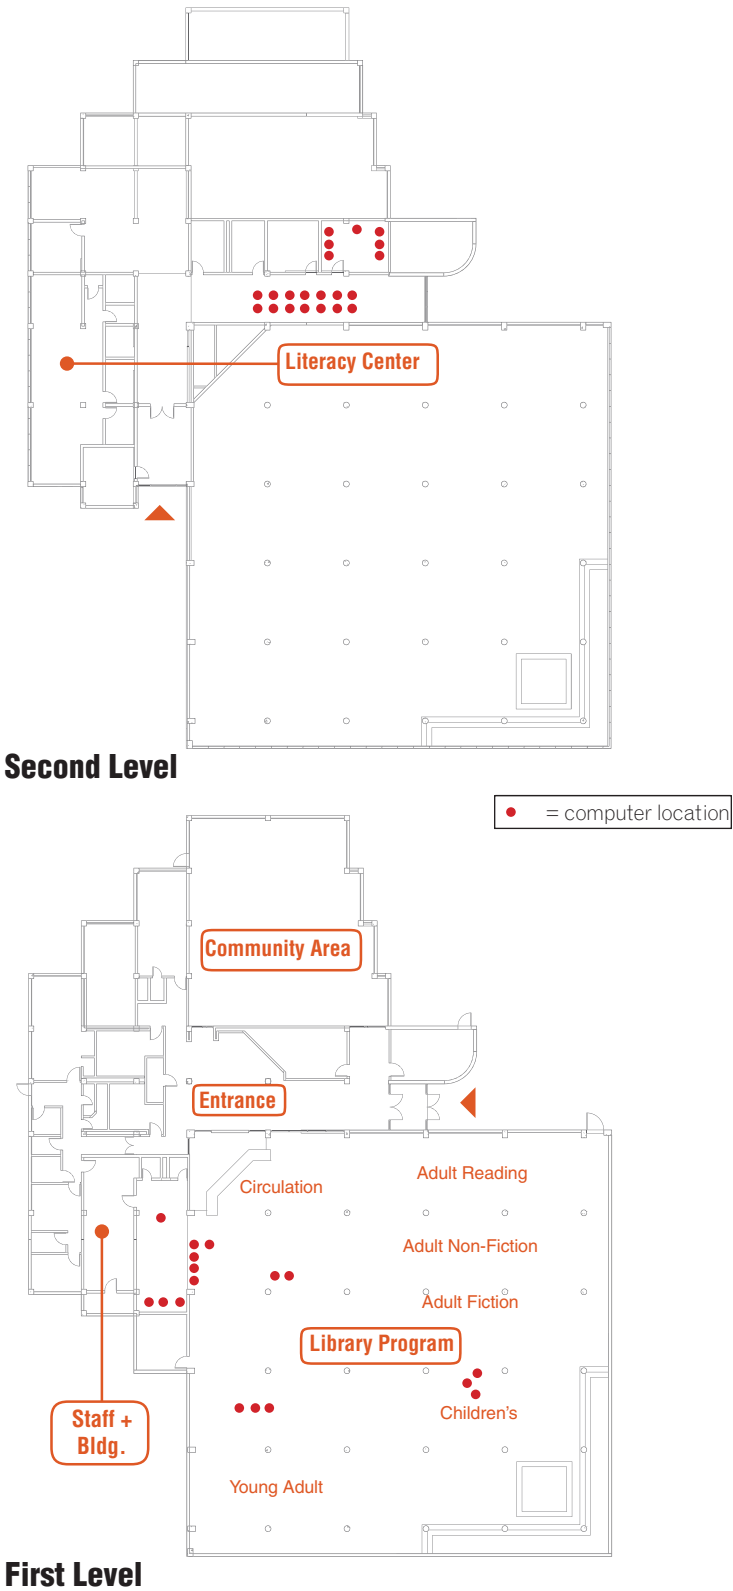 Literacy Center
Second Level
= computer location
Community Area
Entrance
Circulation
Adult Reading
Adult Non-Fiction
Adult Fiction
Library Program
Staff +
Bldg.
Children's
Young Adult
First Level